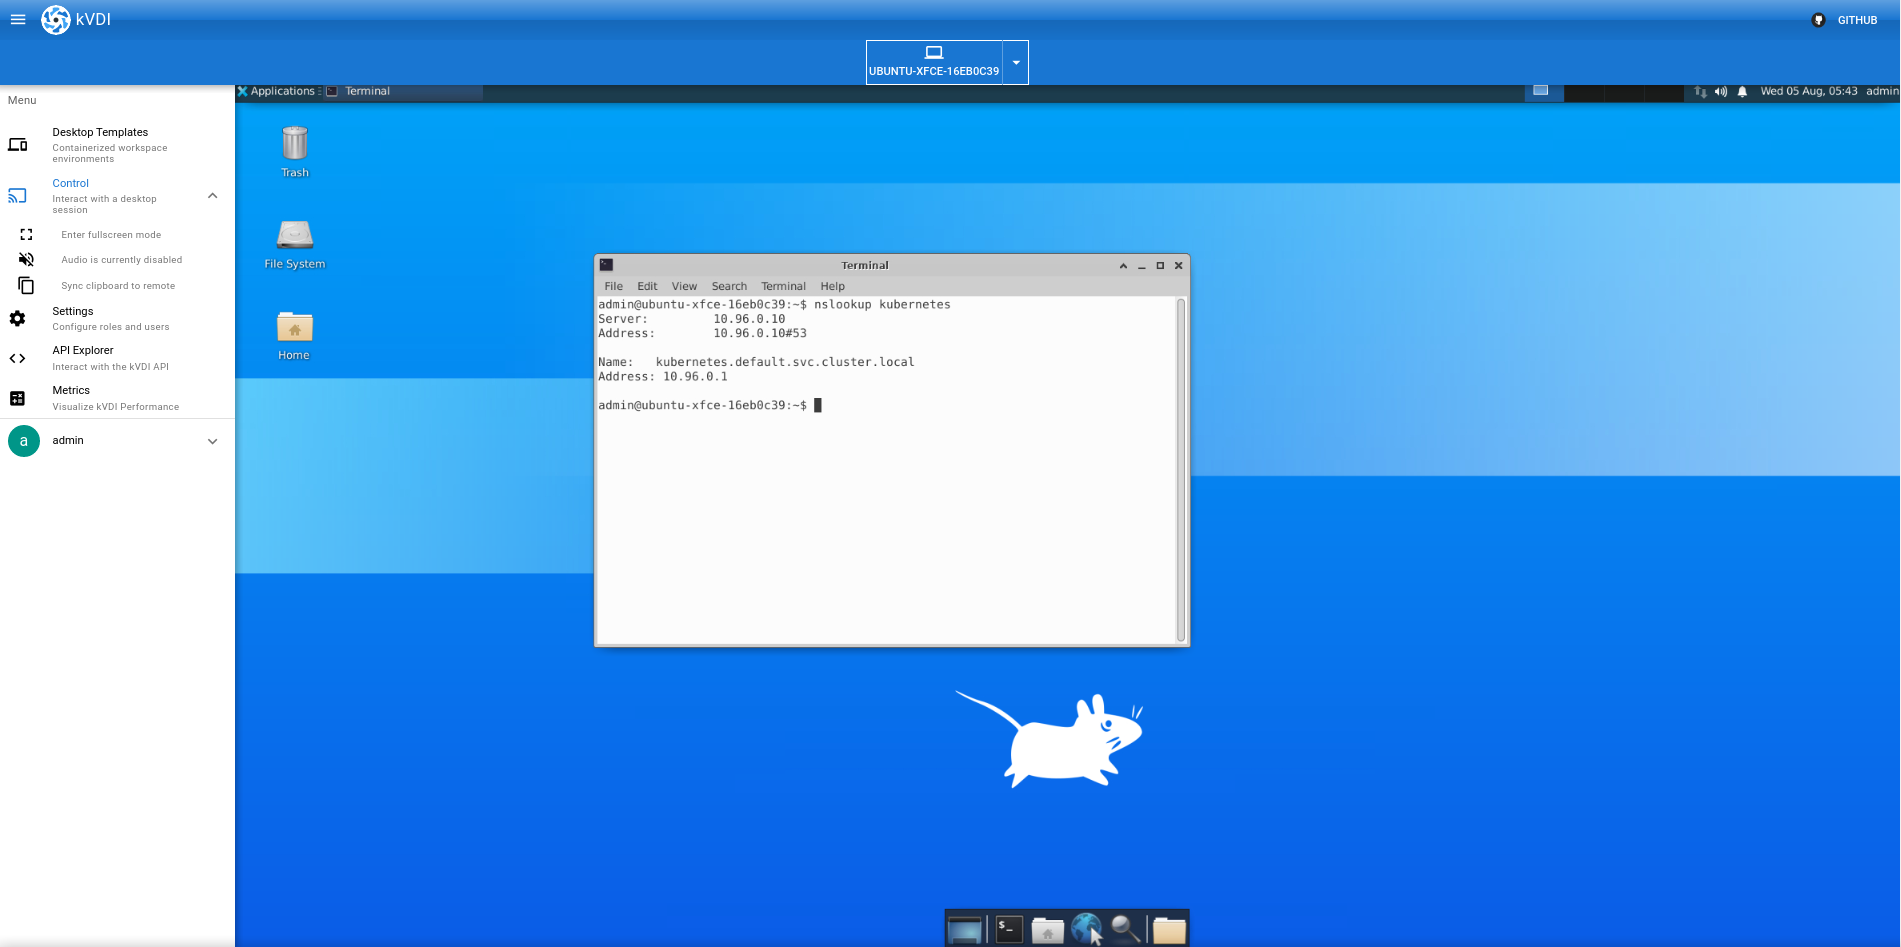 kVDI
GITHUB
UBUNTU-XFCE-16EB0C39
Menu
Desktop Templates
Containerized workspace
environments
Control
Interact with a desktop
session
Enter fullscreen mode
Audio is currently disabled
Sync clipboard to remote
Settings
Configure roles and users
API Explorer
Interact with the kVDI API
Metrics
Visualize kVDI Performance
a admin
Applications Terminal Wed 05 Aug, 05:43 admin
Trash
File System
Home
Terminal
File Edit View Search Terminal Help
admin@ubuntu-xfce-16eb0c39:~$ nslookup kubernetes
Server: 10.96.0.10
Address: 10.96.0.10#53
Name: kubernetes.default.svc.cluster.local
Address: 10.96.0.1
admin@ubuntu-xfce-16eb0c39:~$
$_